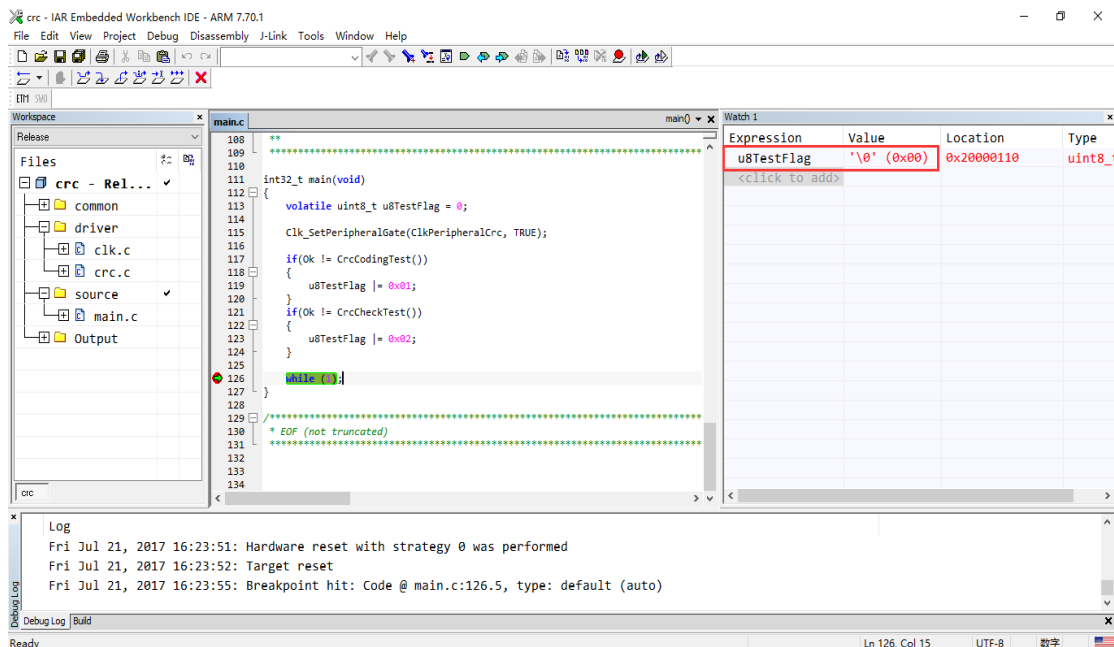 crc - IAR Embedded Workbench IDE - ARM 7.70.1
File Edit View Project Debug Disassembly J-Link Tools Window Help
ETM SWO
Workspace
Release
Files
crc - Rel...
common
driver
clk.c
crc.c
source
main.c
Output
crc
main.c
main()
108 **
109 ******************************************************************************
110
111 int32_t main(void)
112 {
113 volatile uint8_t u8TestFlag = 0;
114
115 Clk_SetPeripheralGate(ClkPeripheralCrc, TRUE);
116
117 if(Ok != CrcCodingTest())
118 {
119 u8TestFlag |= 0x01;
120 }
121 if(Ok != CrcCheckTest())
122 {
123 u8TestFlag |= 0x02;
124 }
125
126 while (1);
127 }
128
129 /******************************************************************************
130 * EOF (not truncated)
131 ******************************************************************************
132
133
134
Watch 1
Expression Value Location Type
u8TestFlag '\0' (0x00) 0x20000110 uint8_t
<click to add>
Log
Fri Jul 21, 2017 16:23:51: Hardware reset with strategy 0 was performed
Fri Jul 21, 2017 16:23:52: Target reset
Fri Jul 21, 2017 16:23:55: Breakpoint hit: Code @ main.c:126.5, type: default (auto)
Debug Log
Debug Log Build
Ready
Ln 126, Col 15 UTF-8 数字